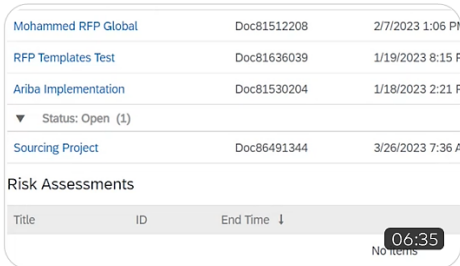 Mohammed RFP Global Doc81512208 2/7/2023 1:06 PM
RFP Templates Test Doc81636039 1/19/2023 8:15
Ariba Implementation Doc81530204 1/18/2023 2:21
▼ Status: Open (1)
Sourcing Project Doc86491344 3/26/2023 7:36 A
Risk Assessments
Title ID End Time ↓
No items
06:35